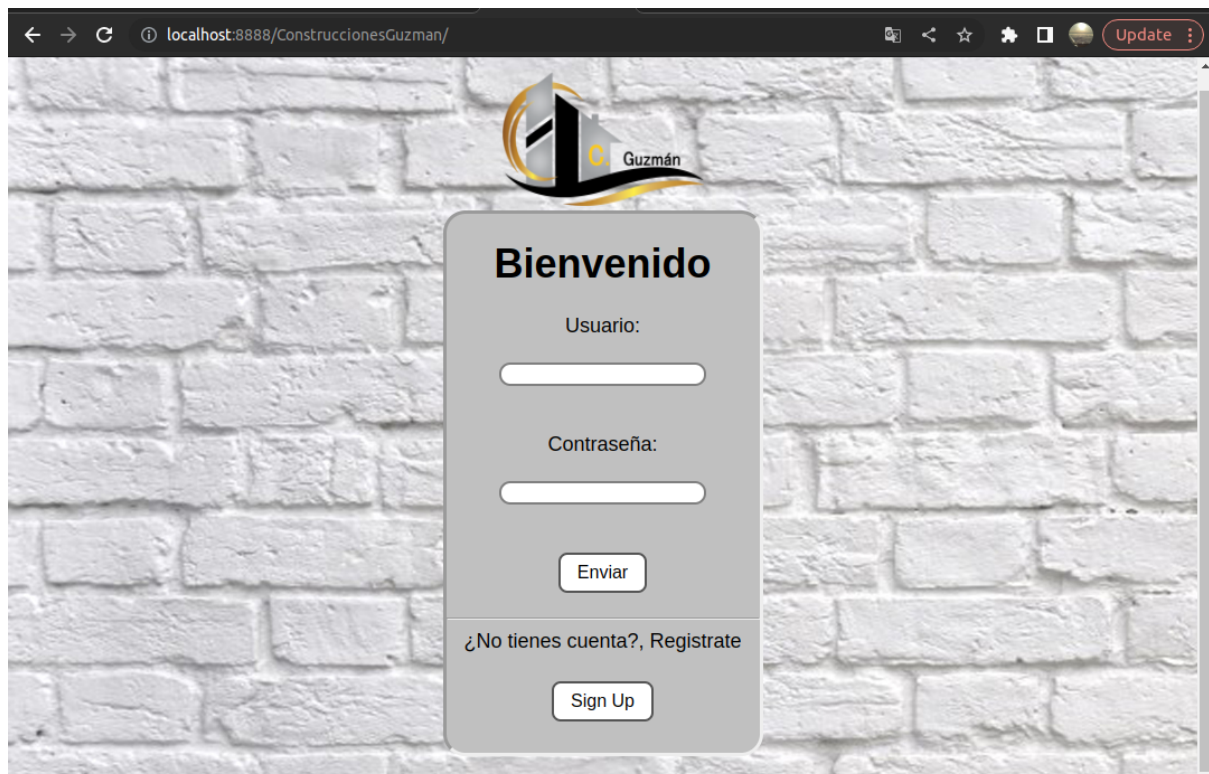 localhost:8888/ConstruccionesGuzman/
Update
C. Guzmán
Bienvenido
Usuario:
Contraseña:
Enviar
¿No tienes cuenta?, Registrate
Sign Up